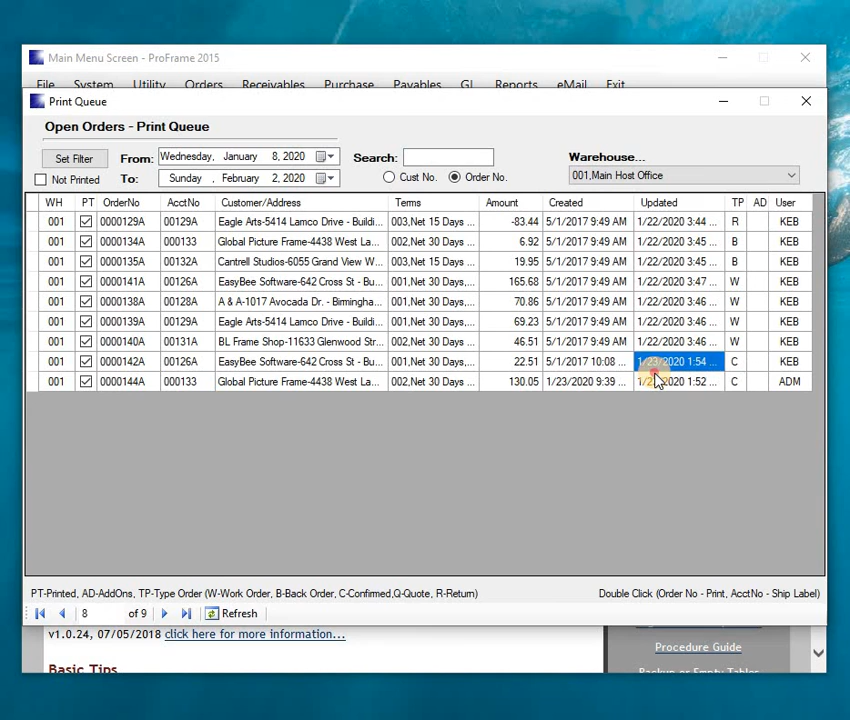 Main Menu Screen - ProFrame 2015
File System Utility Orders Receivables Purchase Payables GL Reports eMail Exit
Print Queue
Open Orders - Print Queue
Set Filter From: Wednesday, January 8, 2020 Search: Warehouse...
Not Printed To: Sunday , February 2, 2020 Cust No. Order No. 001,Main Host Office
WH PT OrderNo AcctNo Customer/Address Terms Amount Created Updated TP AD User
001 0000129A 00129A Eagle Arts-5414 Lamco Drive - Buildi... 003,Net 15 Days ... -83.44 5/1/2017 9:49 AM 1/22/2020 3:44 ... R KEB
001 0000134A 000133 Global Picture Frame-4438 West La... 002,Net 30 Days ... 6.92 5/1/2017 9:49 AM 1/22/2020 3:45 ... B KEB
001 0000135A 00132A Cantrell Studios-6055 Grand View W... 003,Net 15 Days ... 19.95 5/1/2017 9:49 AM 1/22/2020 3:45 ... B KEB
001 0000141A 00126A EasyBee Software-642 Cross St - Bu... 001,Net 30 Days,... 165.68 5/1/2017 9:49 AM 1/22/2020 3:47 ... W KEB
001 0000138A 00128A A & A-1017 Avocada Dr. - Birmingha... 001,Net 30 Days,... 70.86 5/1/2017 9:49 AM 1/22/2020 3:46 ... W KEB
001 0000139A 00129A Eagle Arts-5414 Lamco Drive - Buildi... 001,Net 30 Days,... 69.23 5/1/2017 9:49 AM 1/22/2020 3:46 ... W KEB
001 0000140A 00131A BL Frame Shop-11633 Glenwood Str... 002,Net 30 Days ... 46.51 5/1/2017 9:49 AM 1/22/2020 3:46 ... W KEB
001 0000142A 00126A EasyBee Software-642 Cross St - Bu... 001,Net 30 Days,... 22.51 5/1/2017 10:08 ... 1/23/2020 1:54 ... C KEB
001 0000144A 000133 Global Picture Frame-4438 West La... 002,Net 30 Days ... 130.05 1/23/2020 9:39 ... 1/23/2020 1:52 ... C ADM
PT-Printed, AD-AddOns, TP-Type Order (W-Work Order, B-Back Order, C-Confirmed,Q-Quote, R-Return) Double Click (Order No - Print, AcctNo - Ship Label)
8 of 9 Refresh
v1.0.24, 07/05/2018 click here for more information...
Procedure Guide
Basic Tips
Backup or Empty Tables